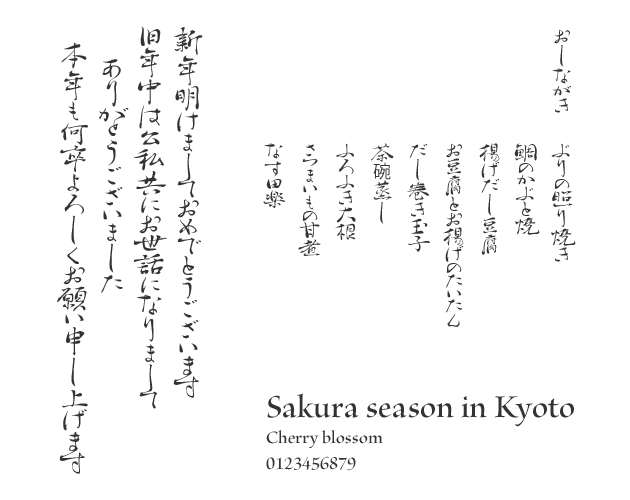 おしながき
ぶりの照り焼き
鯛のかぶと焼
揚げだし豆腐
お豆腐とお揚げのたいたん
だし巻き玉子
茶碗蒸し
ふろふき大根
さつまいもの甘煮
なす田楽
新年明けましておめでとうございます
旧年中は公私共にお世話になりまして
ありがとうございました
本年も何卒よろしくお願い申し上げます
Sakura season in Kyoto
Cherry blossom
0123456879